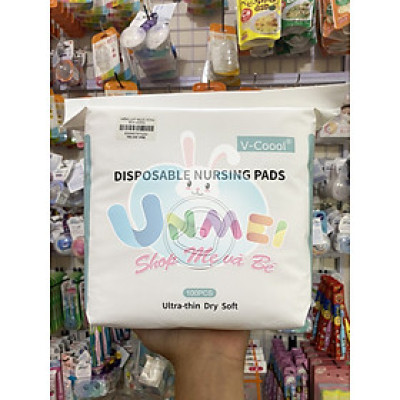 V-Coool®
DISPOSABLE NURSING PADS
UNMEI
Shop Mẹ và Bé
100PCS
Ultra-thin Dry Soft